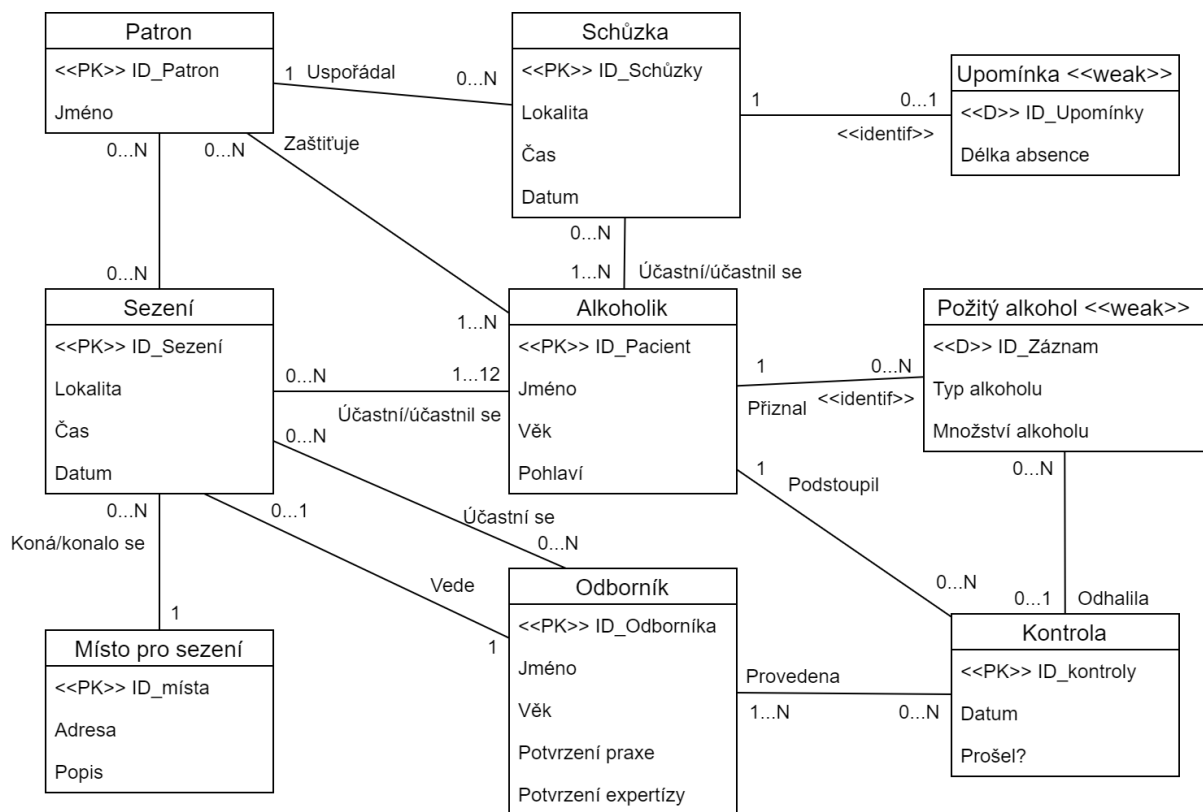 Patron
<<PK>> ID_Patron
Jméno
1
Uspořádal
0...N
Schůzka
<<PK>> ID_Schůzky
Lokalita
Čas
Datum
1
0...1
<<identif>>
Upomínka <<weak>>
<<D>> ID_Upomínky
Délka absence
0...N
0...N
Zaštiťuje
0...N
1...N
Účastní/účastnil se
0...N
1...N
Sezení
<<PK>> ID_Sezení
Lokalita
Čas
Datum
0...N
1...12
Účastní/účastnil se
Alkoholik
<<PK>> ID_Pacient
Jméno
Věk
Pohlaví
1
0...N
Přiznal
<<identif>>
Požitý alkohol <<weak>>
<<D>> ID_Záznam
Typ alkoholu
Množství alkoholu
0...N
1
Podstoupil
0...N
0...N
0...1
Účastní se
0...N
Koná/konalo se
Vede
0...N
0...1
Odhalila
1
1
Místo pro sezení
<<PK>> ID_místa
Adresa
Popis
Odborník
<<PK>> ID_Odborníka
Jméno
Věk
Potvrzení praxe
Potvrzení expertízy
Provedena
1...N
0...N
Kontrola
<<PK>> ID_kontroly
Datum
Prošel?